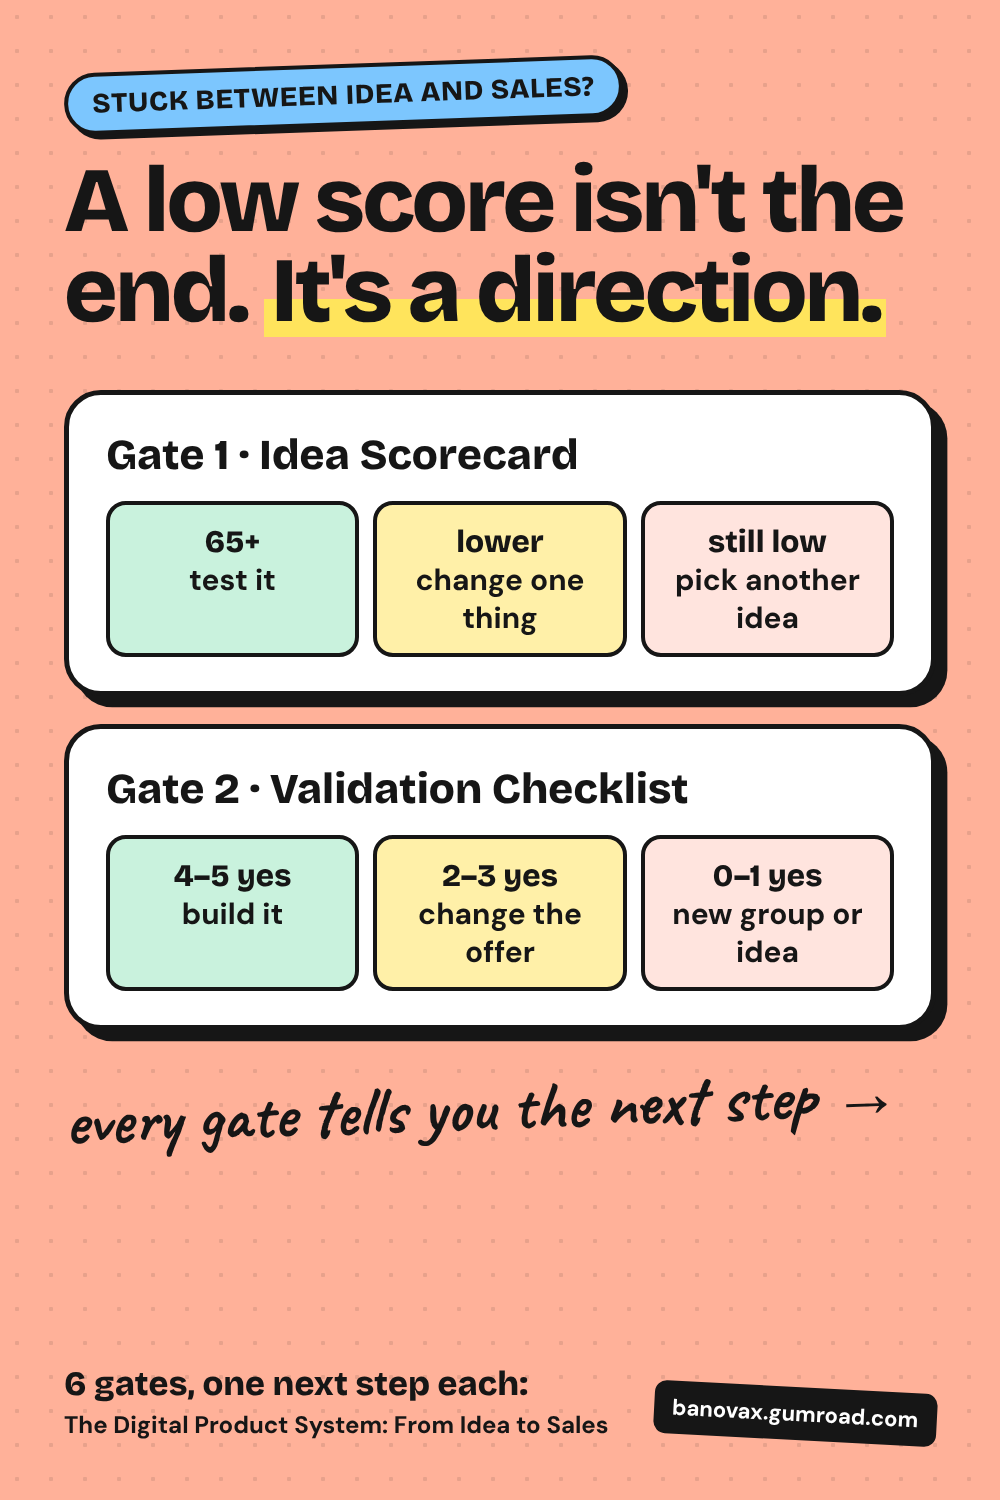 STUCK BETWEEN IDEA AND SALES?
A low score isn't the
end. It's a direction.
Gate 1 · Idea Scorecard
65+
test it
lower
change one
thing
still low
pick another
idea
Gate 2 · Validation Checklist
4–5 yes
build it
2–3 yes
change the
offer
0–1 yes
new group or
idea
every gate tells you the next step →
6 gates, one next step each:
The Digital Product System: From Idea to Sales
banovax.gumroad.com